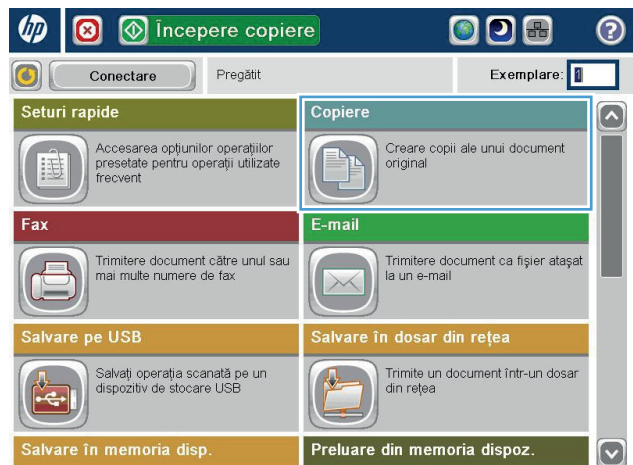 hp
Începere copiere
?
Conectare
Pregătit
Exemplare: 1
Seturi rapide
Accesarea opțiunilor operațiilor
presetate pentru operații utilizate
frecvent
Copiere
Creare copii ale unui document
original
Fax
Trimitere document către unul sau
mai multe numere de fax
E-mail
Trimitere document ca fișier atașat
la un e-mail
Salvare pe USB
Salvați operația scanată pe un
dispozitiv de stocare USB
Salvare în dosar din rețea
Trimite un document într-un dosar
din rețea
Salvare în memoria disp.
Preluare din memoria dispoz.